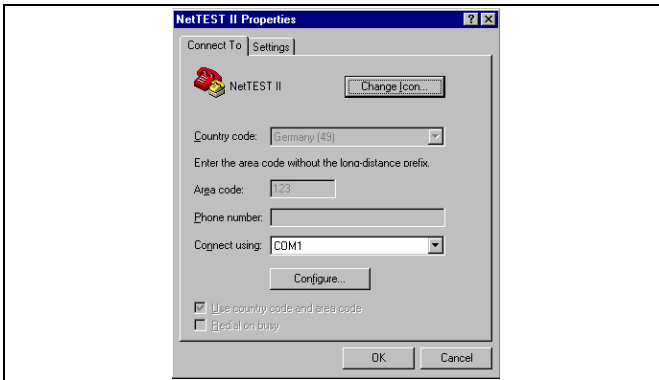 NetTEST II Properties
Connect To Settings
NetTEST II Change Icon...
Country code: Germany (49)
Enter the area code without the long-distance prefix.
Area code: 123
Phone number:
Connect using: COM1
Configure...
Use country code and area code
Redial on busy
OK Cancel